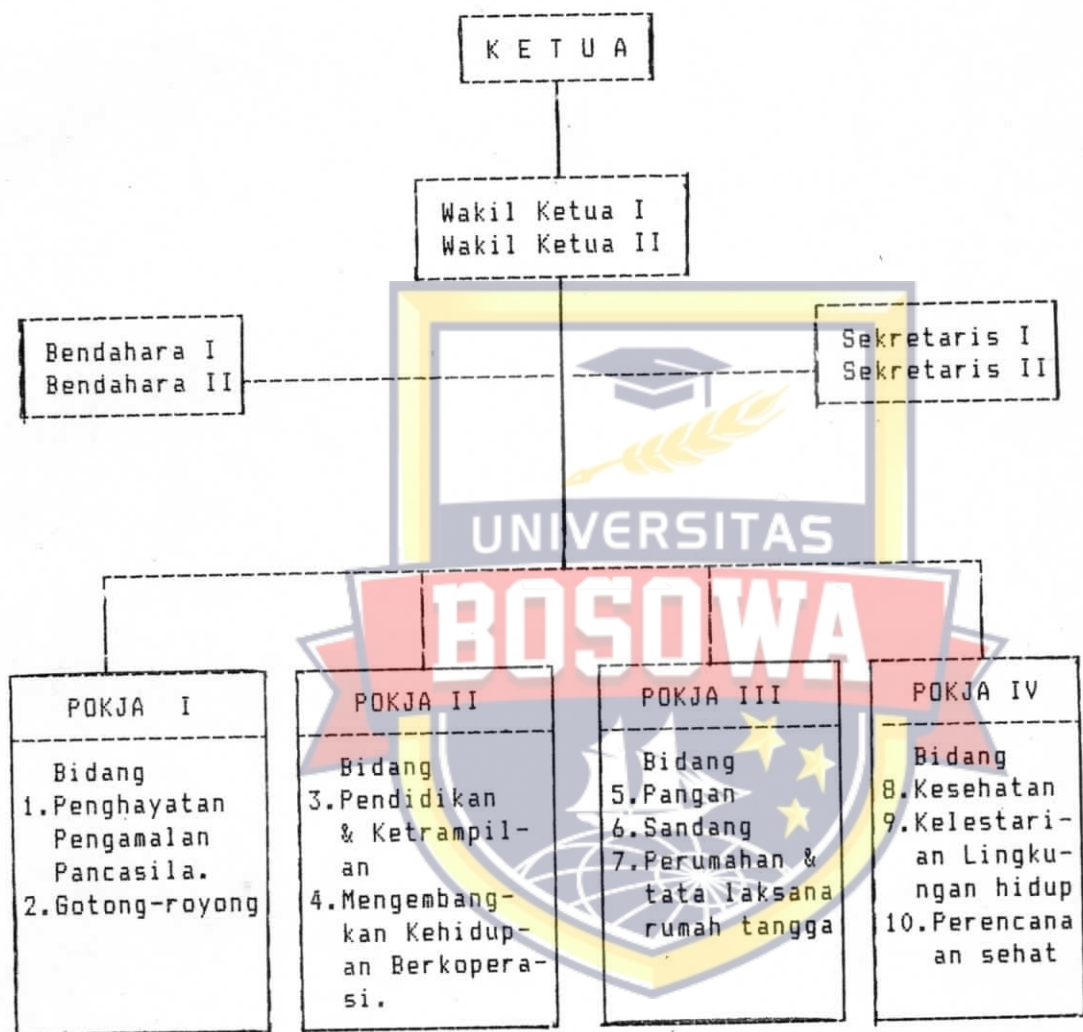 K E T U A
Wakil Ketua I
Wakil Ketua II
Bendahara I
Bendahara II
Sekretaris I
Sekretaris II
UNIVERSITAS
BOSOWA
POKJA I
Bidang
1.Penghayatan
Pengamalan
Pancasila.
2.Gotong-royong
POKJA II
Bidang
3.Pendidikan
& Ketrampil-
an
4.Mengembang-
kan Kehidup-
an Berkopera-
si.
POKJA III
Bidang
5.Pangan
6.Sandang
7.Perumahan &
tata laksana
rumah tangga
POKJA IV
Bidang
8.Kesehatan
9.Kelestari-
an Lingku-
ngan hidup
10.Perencana
an sehat